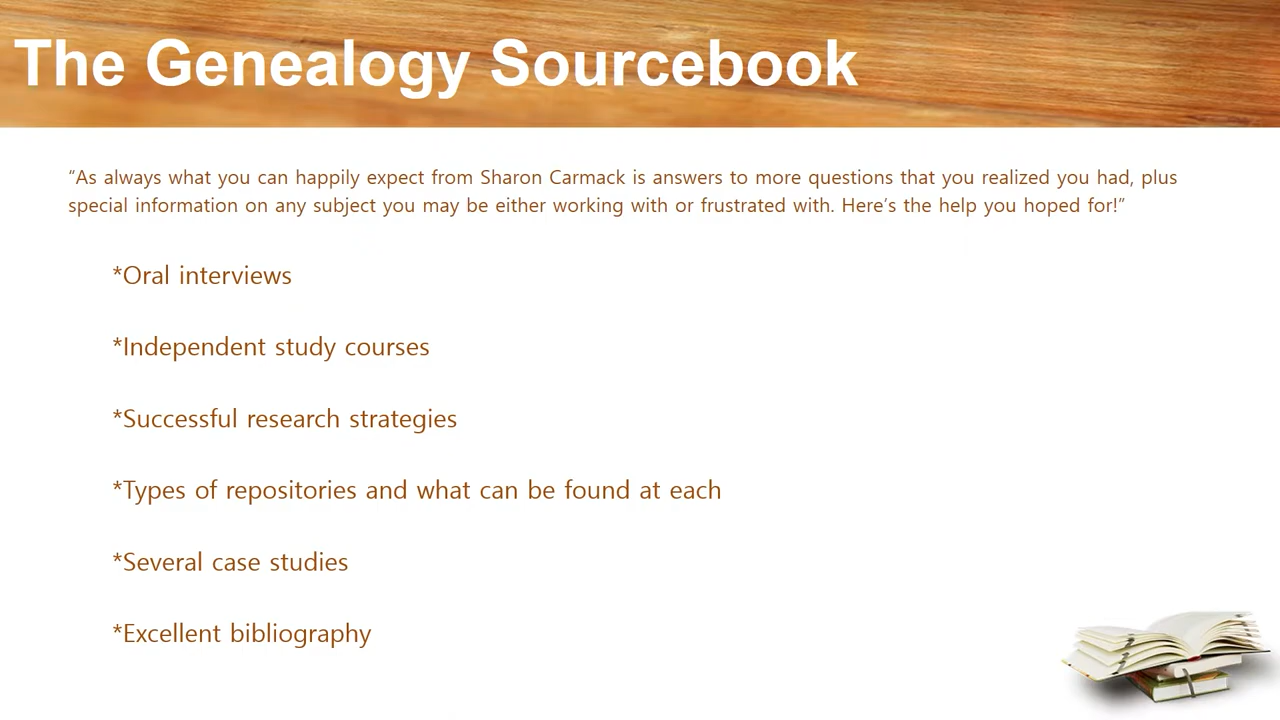 The Genealogy Sourcebook
“As always what you can happily expect from Sharon Carmack is answers to more questions that you realized you had, plus
special information on any subject you may be either working with or frustrated with. Here’s the help you hoped for!”
*Oral interviews
*Independent study courses
*Successful research strategies
*Types of repositories and what can be found at each
*Several case studies
*Excellent bibliography